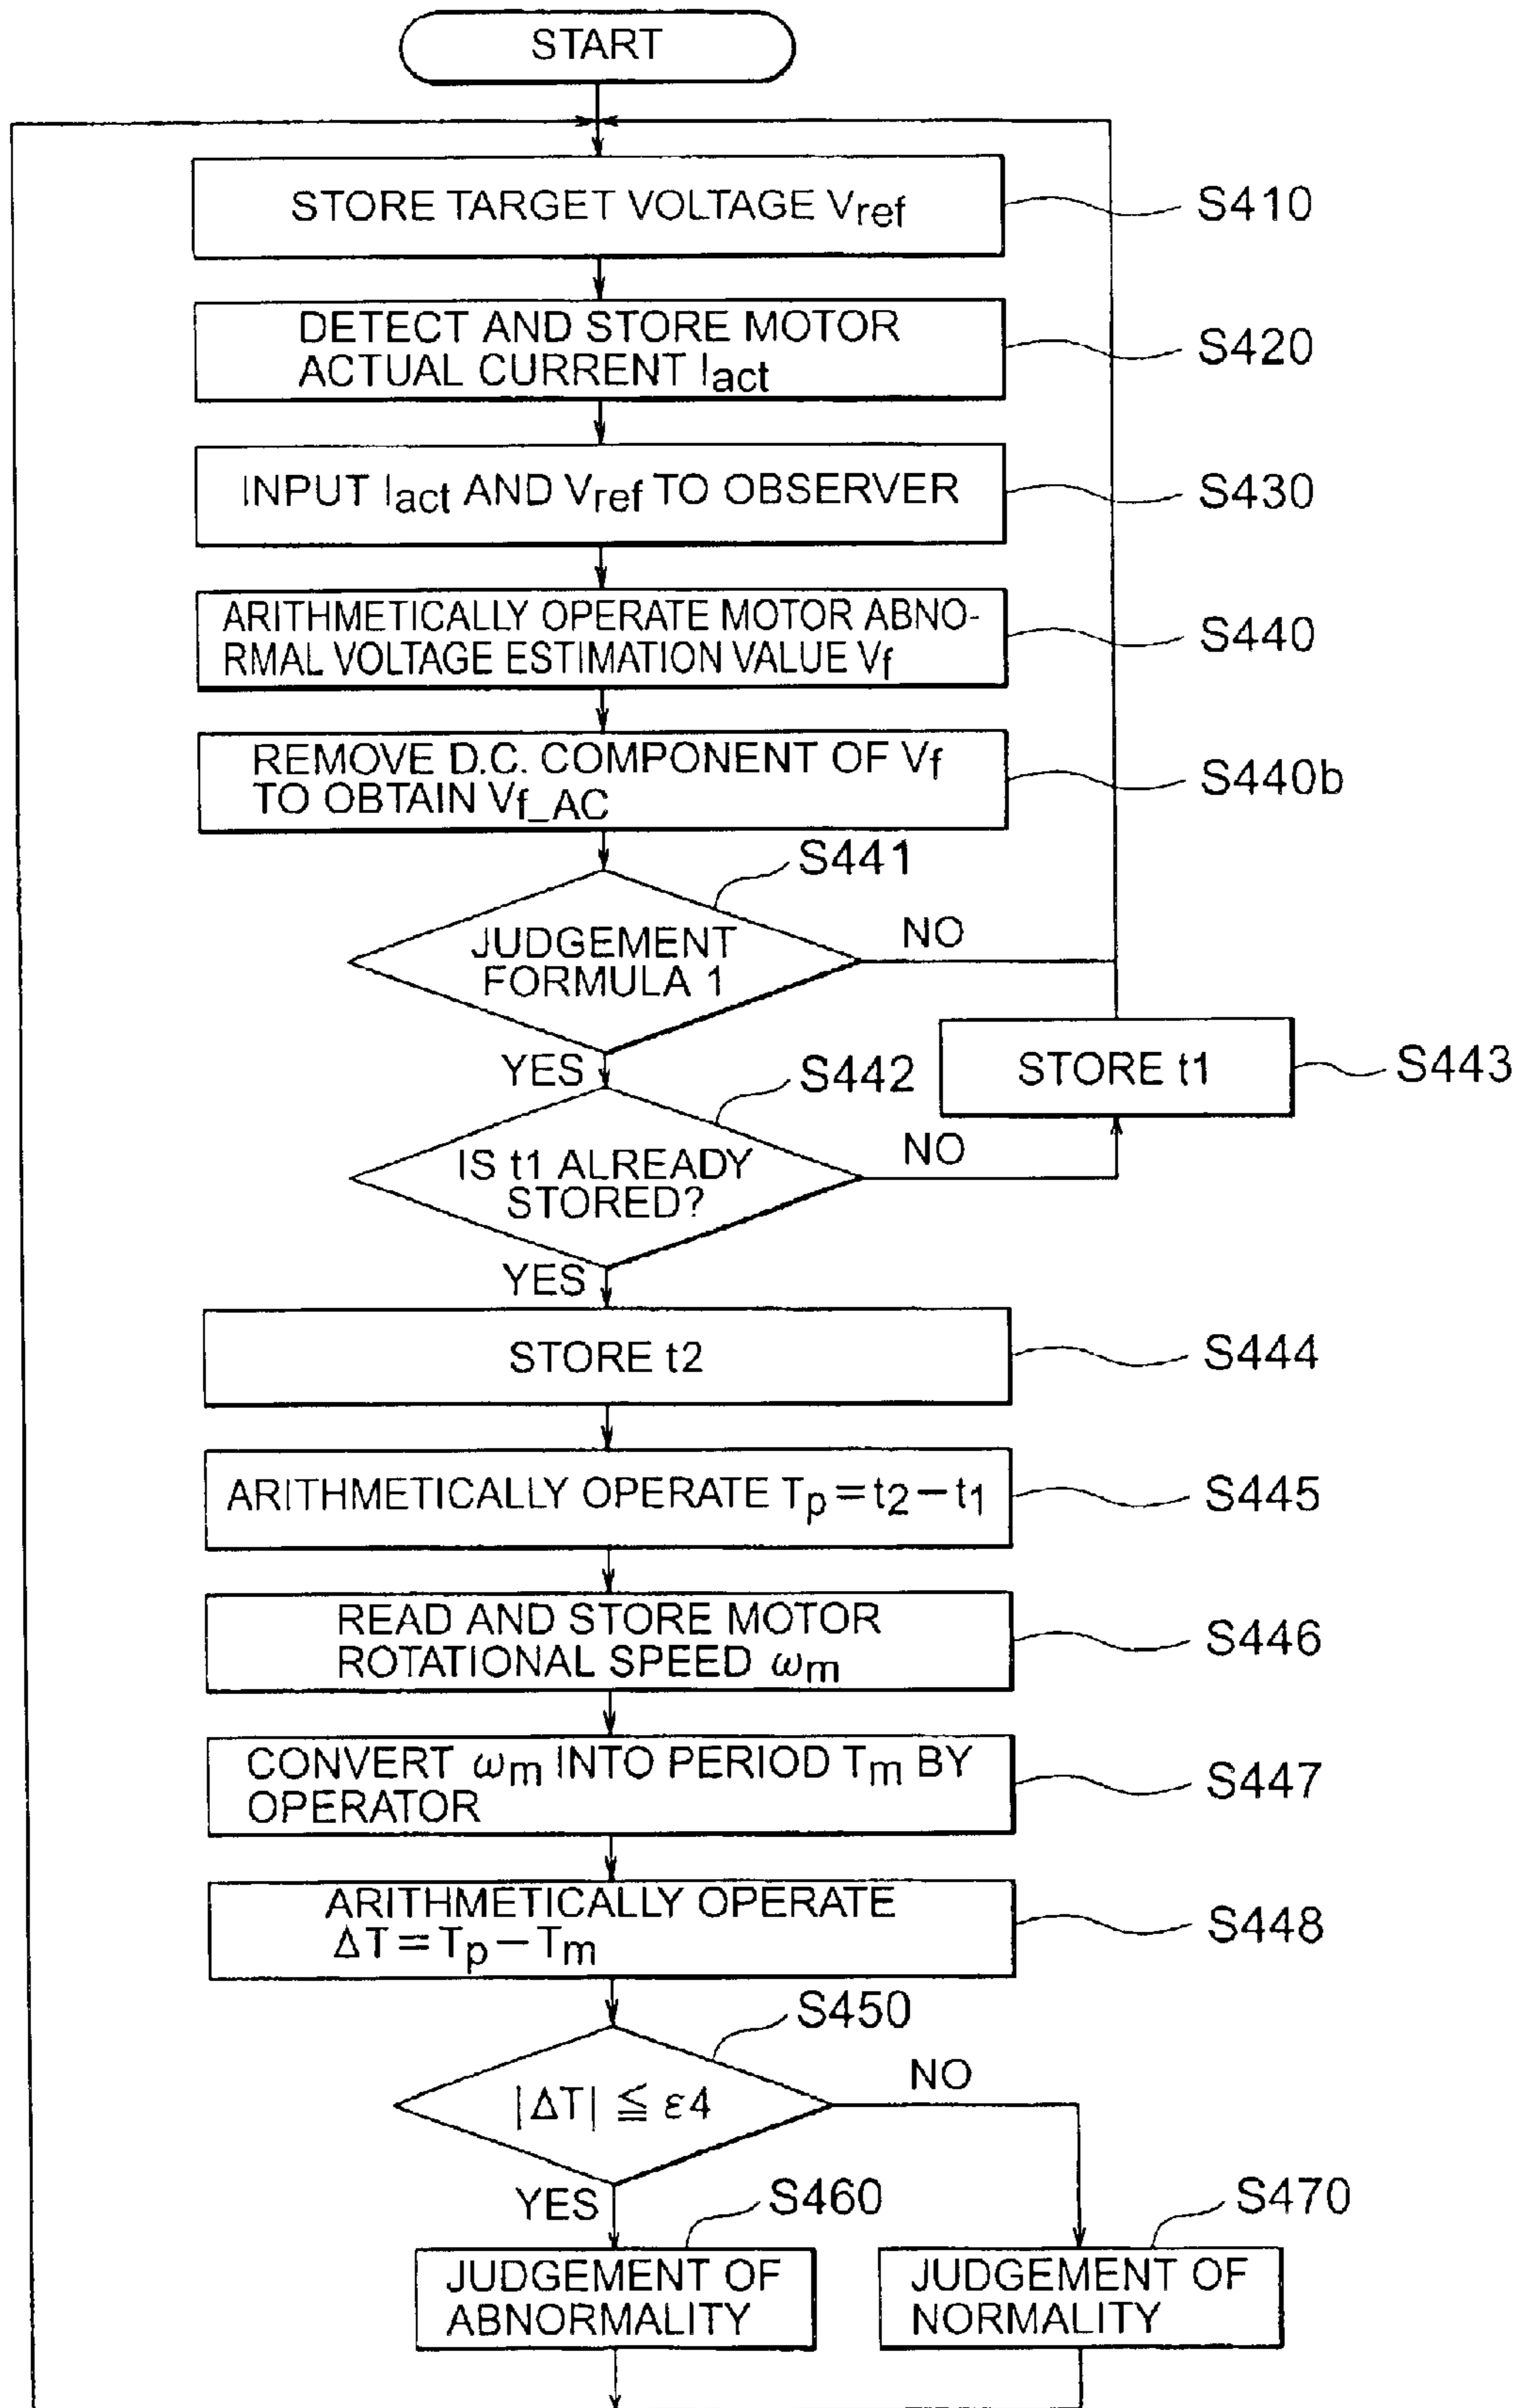 START
STORE TARGET VOLTAGE Vref
S410
DETECT AND STORE MOTOR
ACTUAL CURRENT Iact
S420
INPUT Iact AND Vref TO OBSERVER
S430
ARITHMETICALLY OPERATE MOTOR ABNO-
RMAL VOLTAGE ESTIMATION VALUE Vf
S440
REMOVE D.C. COMPONENT OF Vf
TO OBTAIN Vf_AC
S440b
S441
JUDGEMENT
FORMULA 1
NO
YES
S442
STORE t1
S443
IS t1 ALREADY
STORED?
NO
YES
STORE t2
S444
ARITHMETICALLY OPERATE Tp=t2-t1
S445
READ AND STORE MOTOR
ROTATIONAL SPEED ωm
S446
CONVERT ωm INTO PERIOD Tm BY
OPERATOR
S447
ARITHMETICALLY OPERATE
ΔT=Tp-Tm
S448
S450
|ΔT| ≦ ε4
NO
YES
S460
S470
JUDGEMENT OF
ABNORMALITY
JUDGEMENT OF
NORMALITY